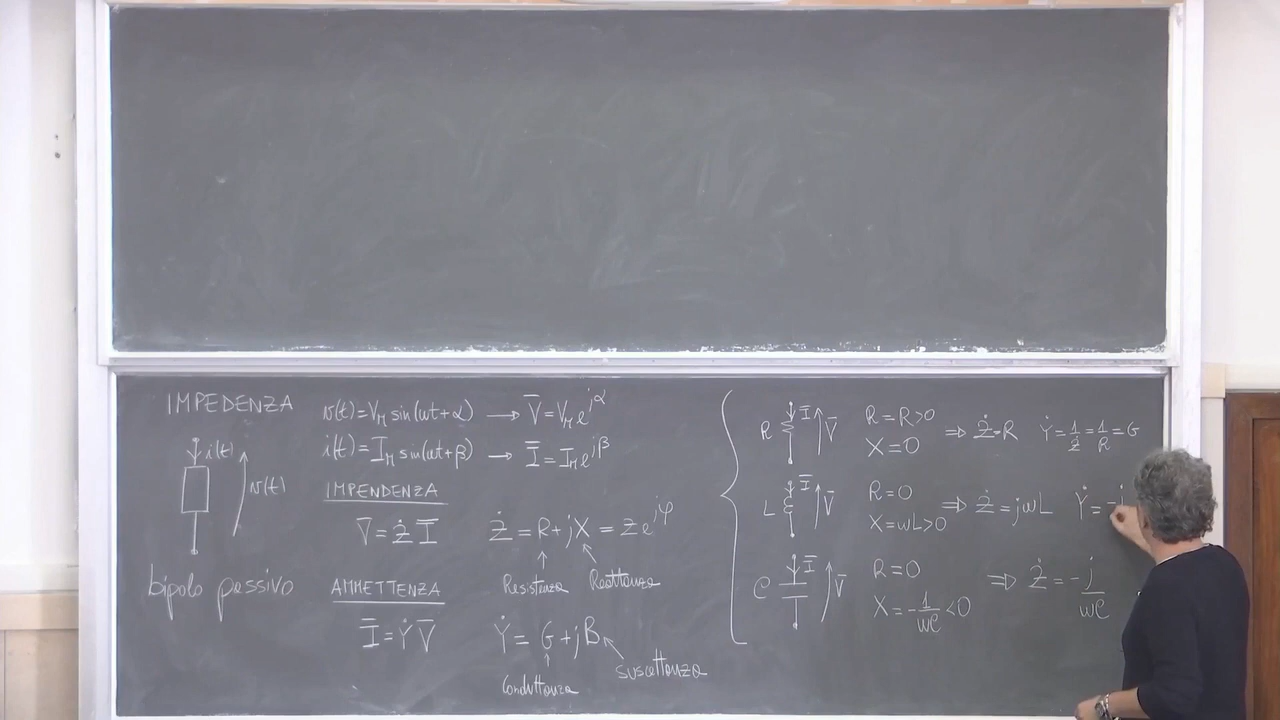 IMPEDENZA
v(t)=V_M sin(ωt+α) → V̅=V_M e^{jα}
i(t)=I_M sin(ωt+β) → I̅=I_M e^{jβ}
i(t)
v(t)
bipolo passivo
IMPENDENZA
V̅=Ż I̅
Ż=R+jX=ze^{jφ}
Resistenza Reattanza
AMMETTENZA
I̅=Ẏ V̅
Ẏ=G+jB
Conduttanza
suscettanza
R I̅ V̅
R=R>0
X=0
⇒ Ż=R Ẏ=1/Ż=1/R=G
L I̅ V̅
R=0
X=ωL>0
⇒ Ż=jωL Ẏ=-j
C I̅ V̅
R=0
X=-1/ωC<0
⇒ Ż=-j/ωC